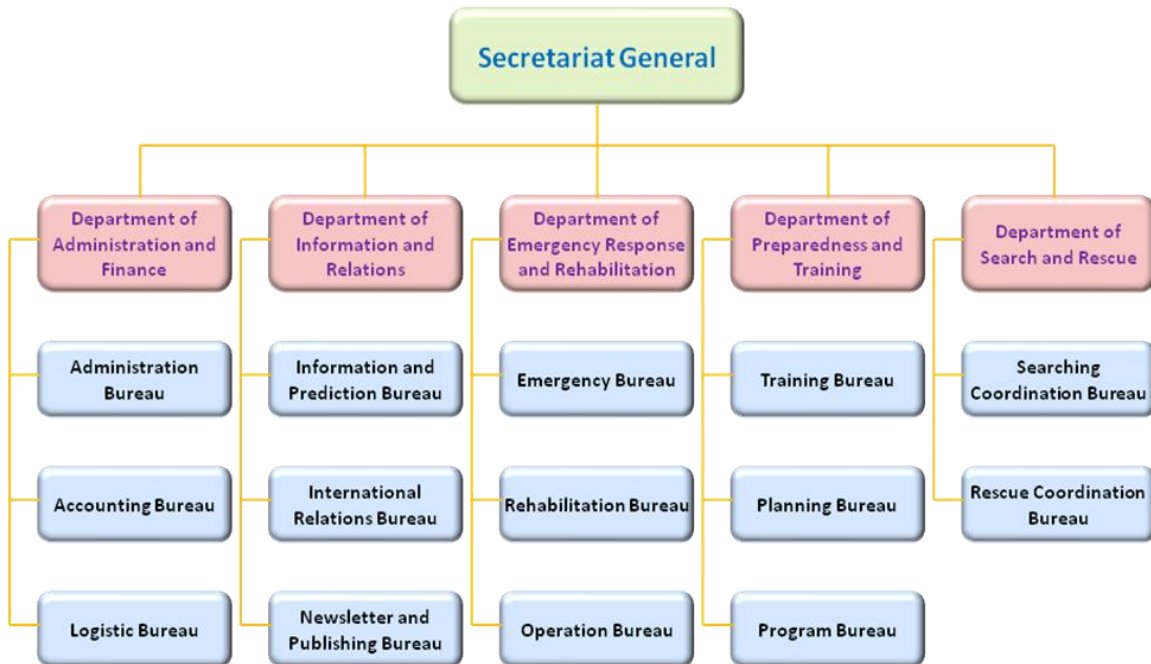 Secretariat General
Department of
Administration and
Finance
Department of
Information and
Relations
Department of
Emergency Response
and Rehabilitation
Department of
Preparedness and
Training
Department of
Search and Rescue
Administration
Bureau
Information and
Prediction Bureau
Emergency Bureau
Training Bureau
Searching
Coordination Bureau
Accounting Bureau
International
Relations Bureau
Rehabilitation Bureau
Planning Bureau
Rescue Coordination
Bureau
Logistic Bureau
Newsletter and
Publishing Bureau
Operation Bureau
Program Bureau